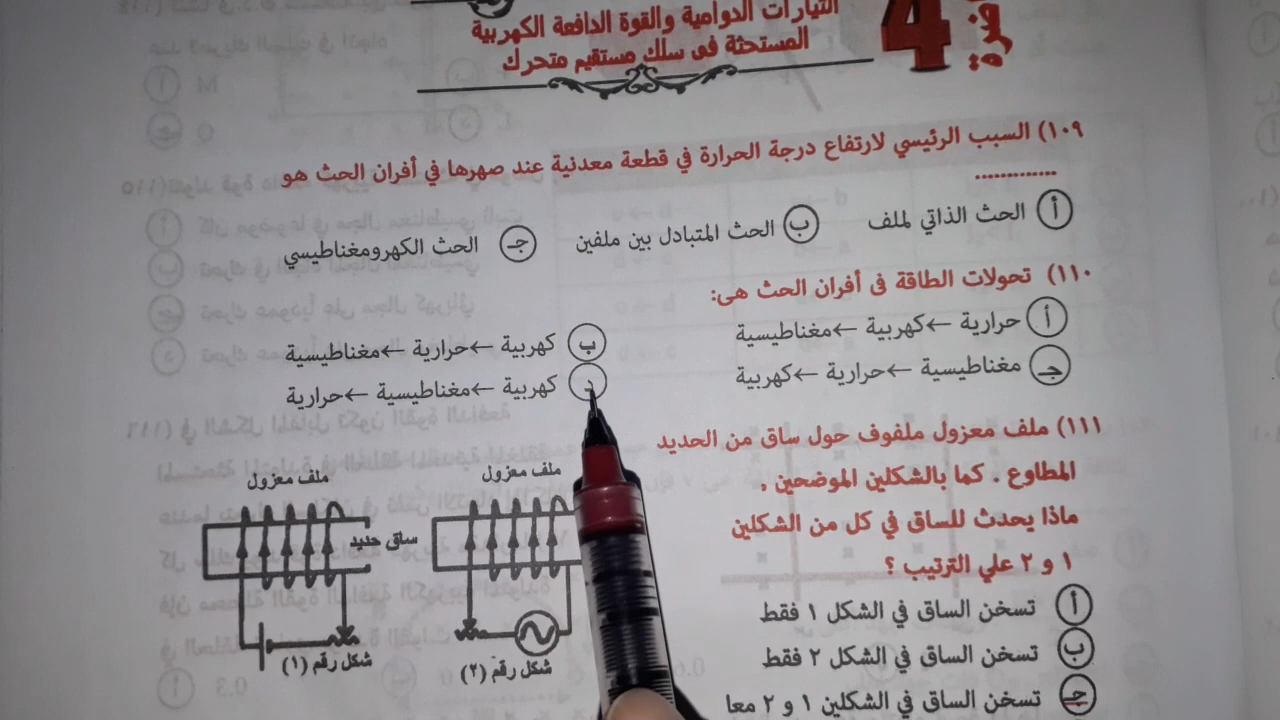 التيارات الدوامية والقوة الدافعة الكهربية
المستحثة فى سلك مستقيم متحرك
4
١٠٩) السبب الرئيسي لارتفاع درجة الحرارة في قطعة معدنية عند صهرها في أفران الحث هو
.............
أ الحث الذاتي لملف ب الحث المتبادل بين ملفين جـ الحث الكهرومغناطيسي
١١٠) تحولات الطاقة فى أفران الحث هى:
أ حرارية ←كهربية ←مغناطيسية
ب كهربية ←حرارية ←مغناطيسية
جـ مغناطيسية ←حرارية ←كهربية
د كهربية ←مغناطيسية ←حرارية
١١١) ملف معزول ملفوف حول ساق من الحديد
المطاوع . كما بالشكلين الموضحين ,
ماذا يحدث للساق في كل من الشكلين
١ و ٢ علي الترتيب ؟
أ تسخن الساق في الشكل ١ فقط
ب تسخن الساق في الشكل ٢ فقط
جـ تسخن الساق في الشكلين ١ و ٢ معا
ملف معزول
ملف معزول
ساق حديد
شكل رقم (٢)
شكل رقم (١)